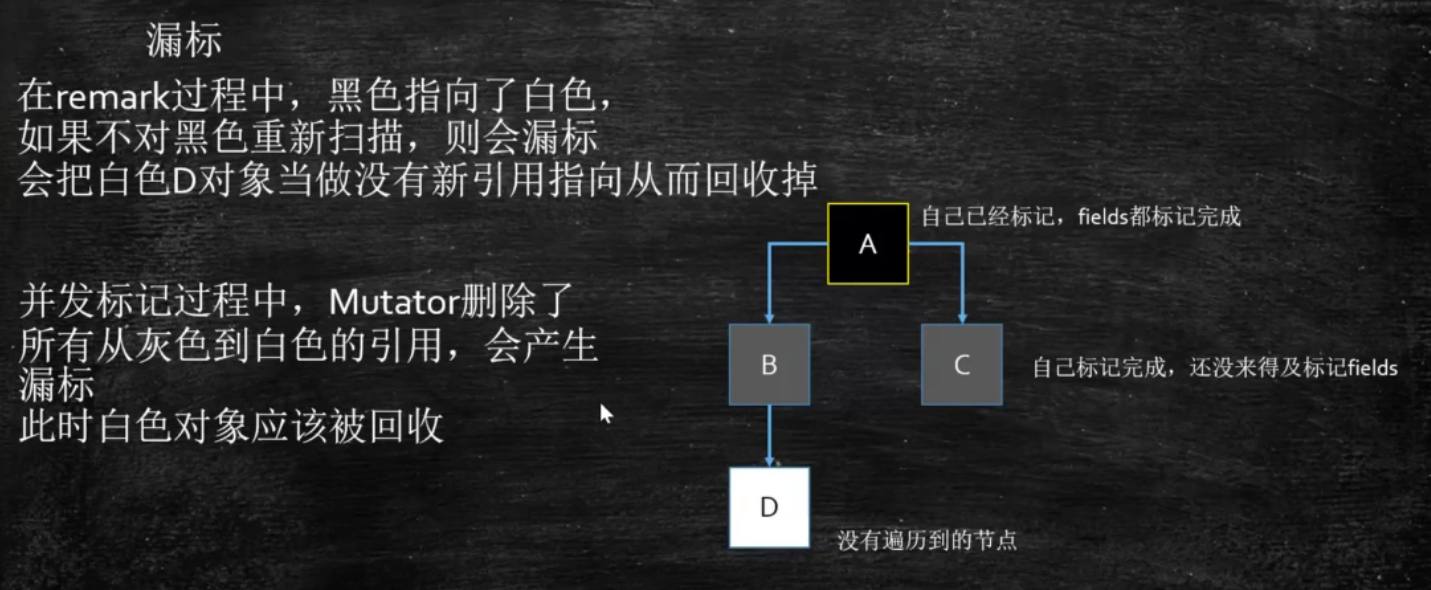 漏标
在remark过程中，黑色指向了白色，
如果不对黑色重新扫描，则会漏标
会把白色D对象当做没有新引用指向从而回收掉
自己已经标记，fields都标记完成
A
并发标记过程中，Mutator删除了
所有从灰色到白色的引用，会产生
漏标
此时白色对象应该被回收
B
C
自己标记完成，还没来得及标记fields
D
没有遍历到的节点